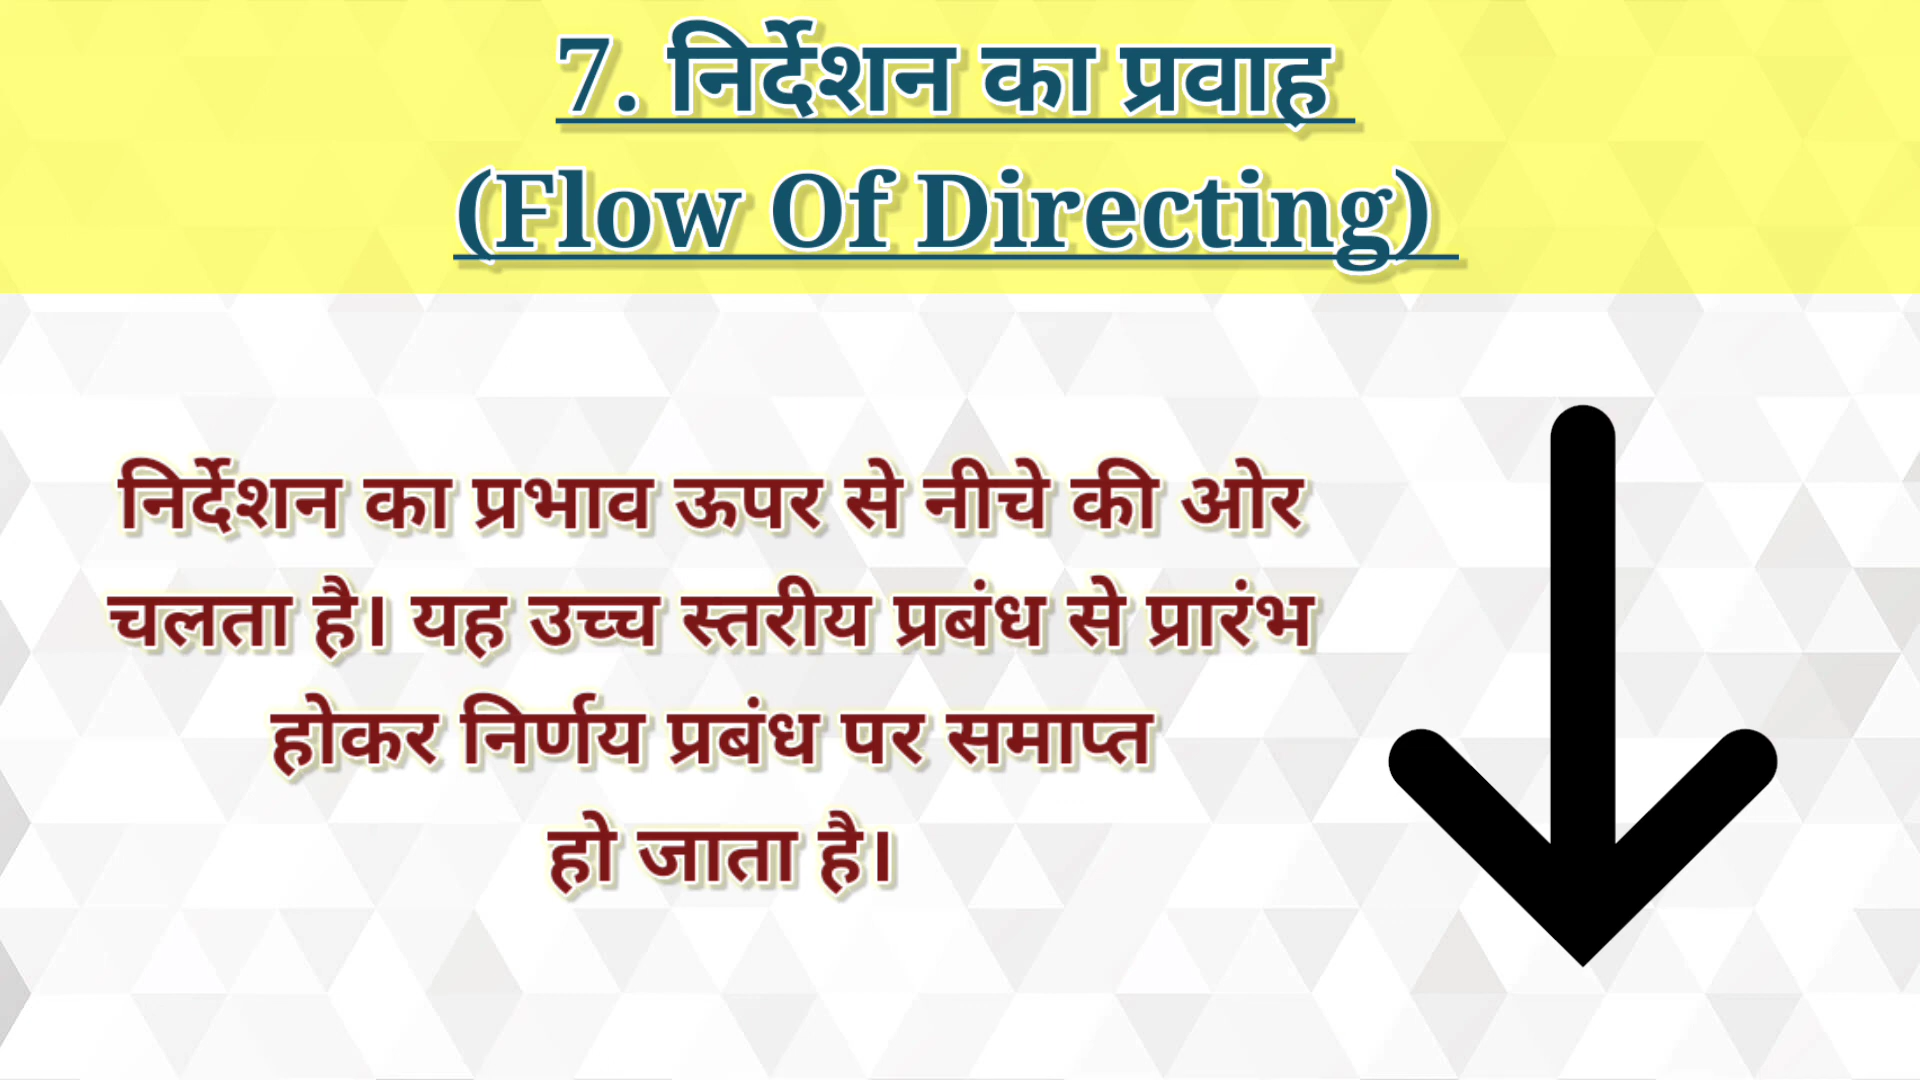 7. निर्देशन का प्रवाह
(Flow Of Directing)
निर्देशन का प्रभाव ऊपर से नीचे की ओर
चलता है। यह उच्च स्तरीय प्रबंध से प्रारंभ
होकर निर्णय प्रबंध पर समाप्त
हो जाता है।